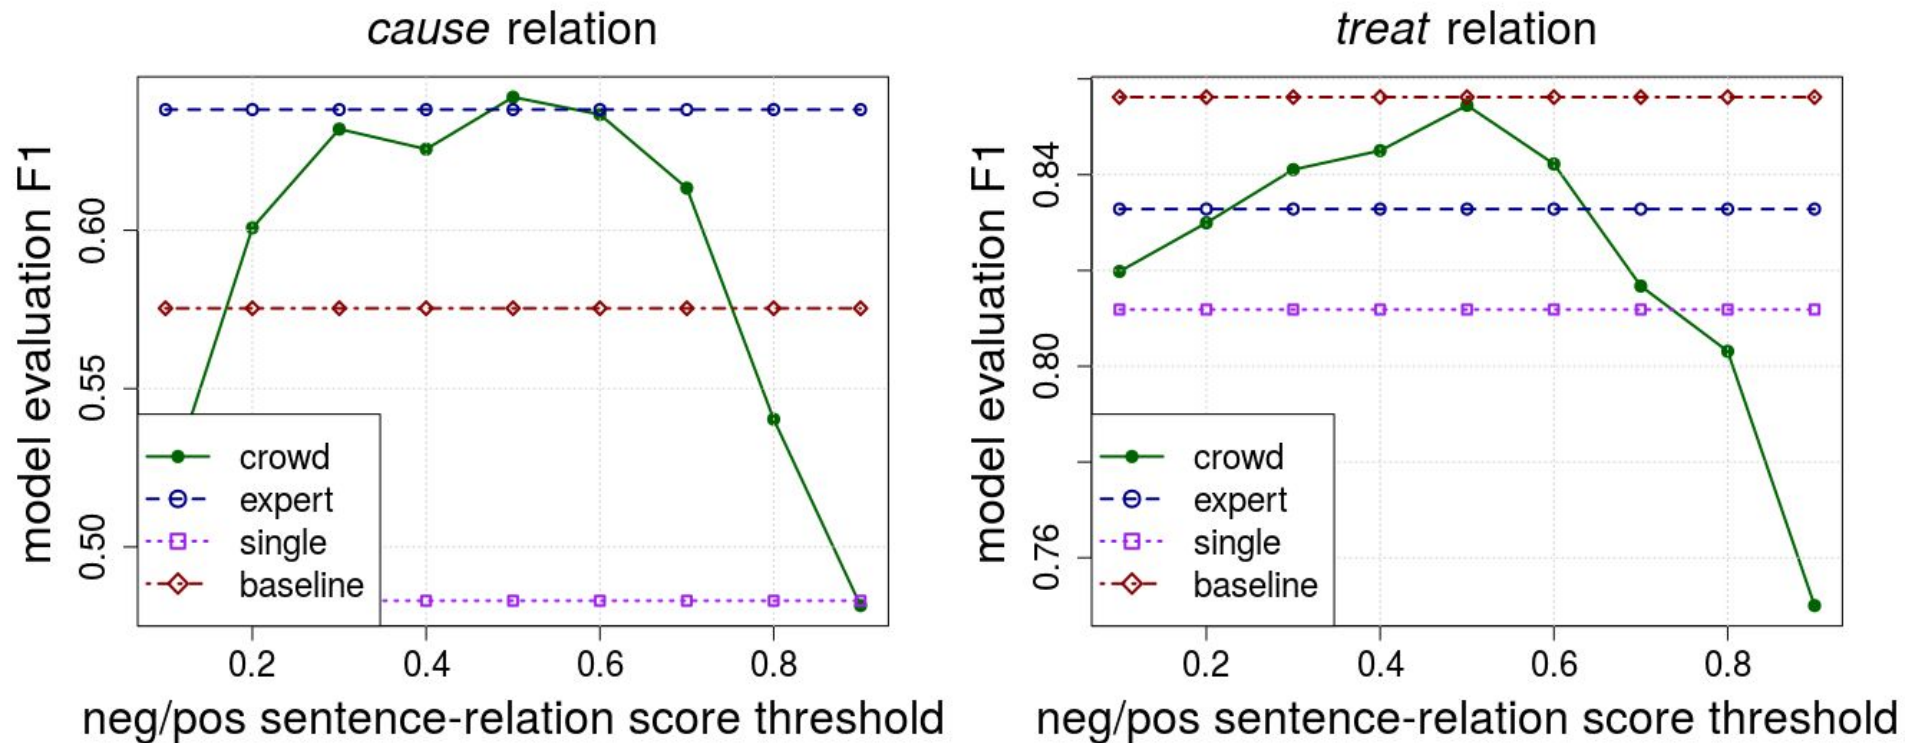 cause relation
model evaluation F1
0.60
0.55
0.50
crowd
expert
single
baseline
0.2 0.4 0.6 0.8
neg/pos sentence-relation score threshold
treat relation
model evaluation F1
0.84
0.80
0.76
crowd
expert
single
baseline
0.2 0.4 0.6 0.8
neg/pos sentence-relation score threshold